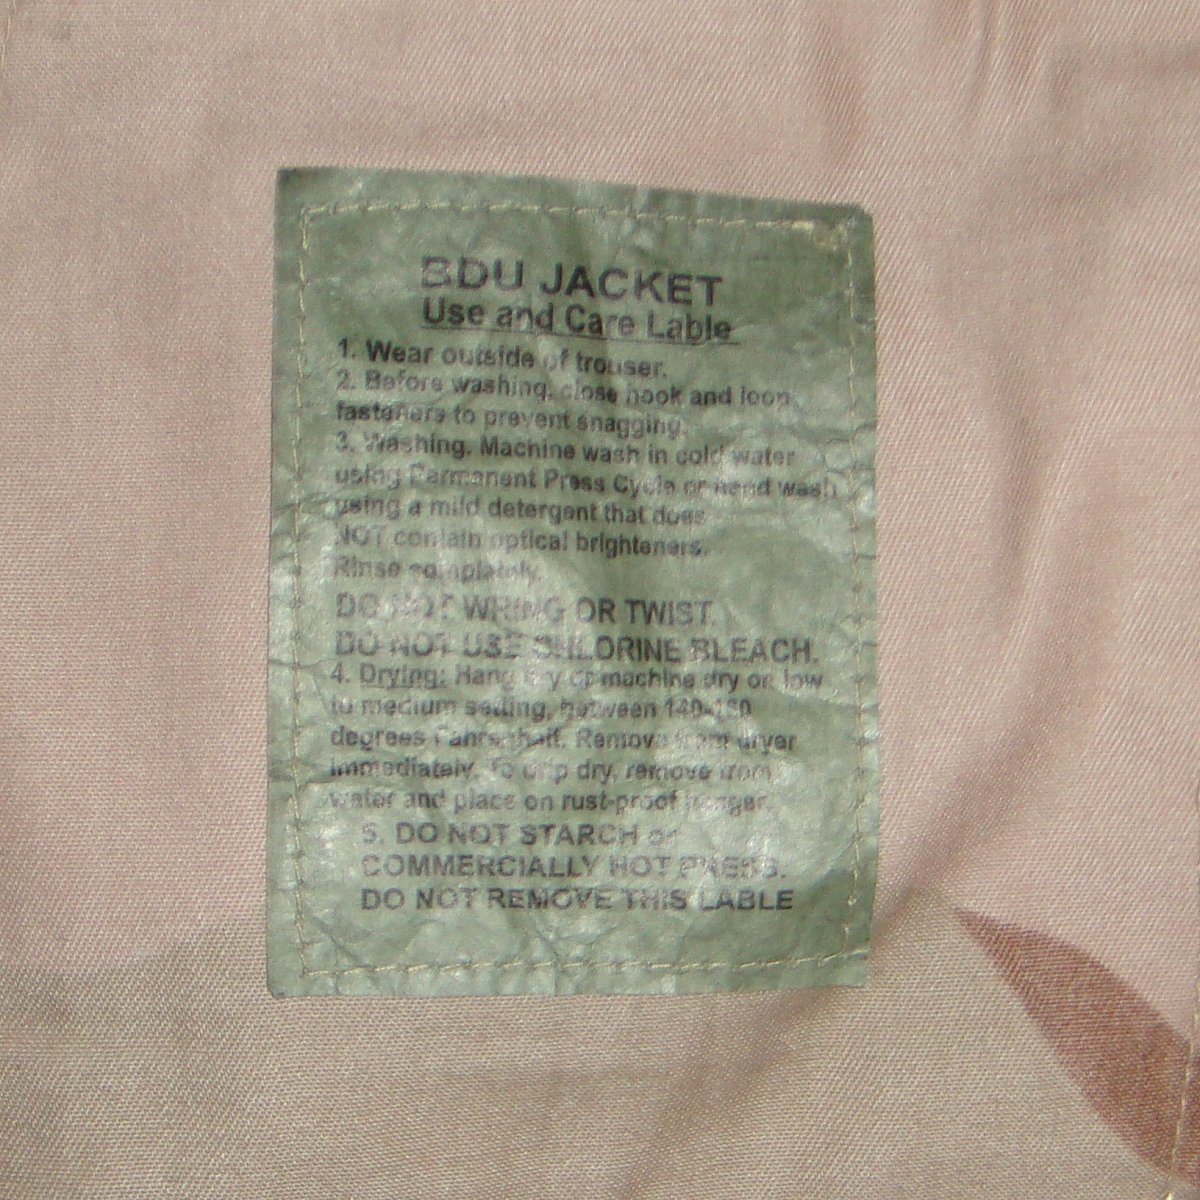 BDU JACKET
Use and Care Lable
1. Wear outside of trouser.
2. Before washing, close hook and loop
fasteners to prevent snagging.
3. Washing. Machine wash in cold water
using Permanent Press Cycle or hand wash
using a mild detergent that does
NOT contain optical brighteners.
Rinse completely.
DO NOT WRING OR TWIST.
DO NOT USE CHLORINE BLEACH.
4. Drying: Hang dry or machine dry on low
to medium setting, between
degrees Fahrenheit. Remove from dryer
immediately. To drip dry, remove from
water and place on rust-proof hanger.
5. DO NOT STARCH or
COMMERCIALLY HOT PRESS.
DO NOT REMOVE THIS LABLE